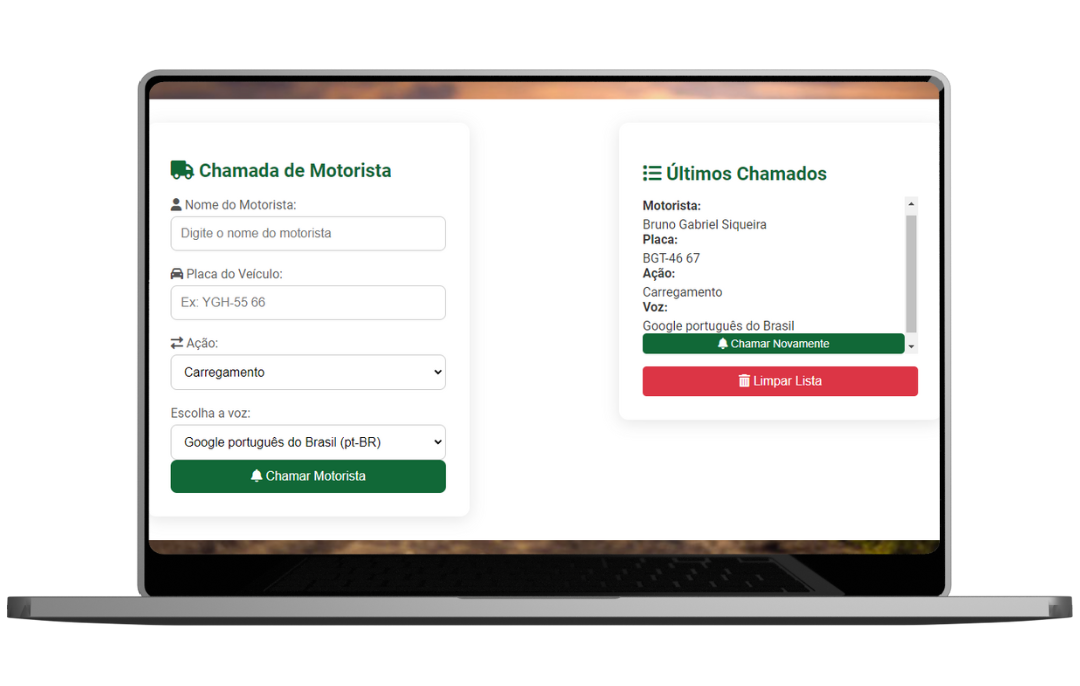 Chamada de Motorista
Nome do Motorista:
Digite o nome do motorista
Placa do Veículo:
Ex: YGH-55 66
Ação:
Carregamento
Escolha a voz:
Google português do Brasil (pt-BR)
Chamar Motorista
Últimos Chamados
Motorista:
Bruno Gabriel Siqueira
Placa:
BGT-46 67
Ação:
Carregamento
Voz:
Google português do Brasil
Chamar Novamente
Limpar Lista